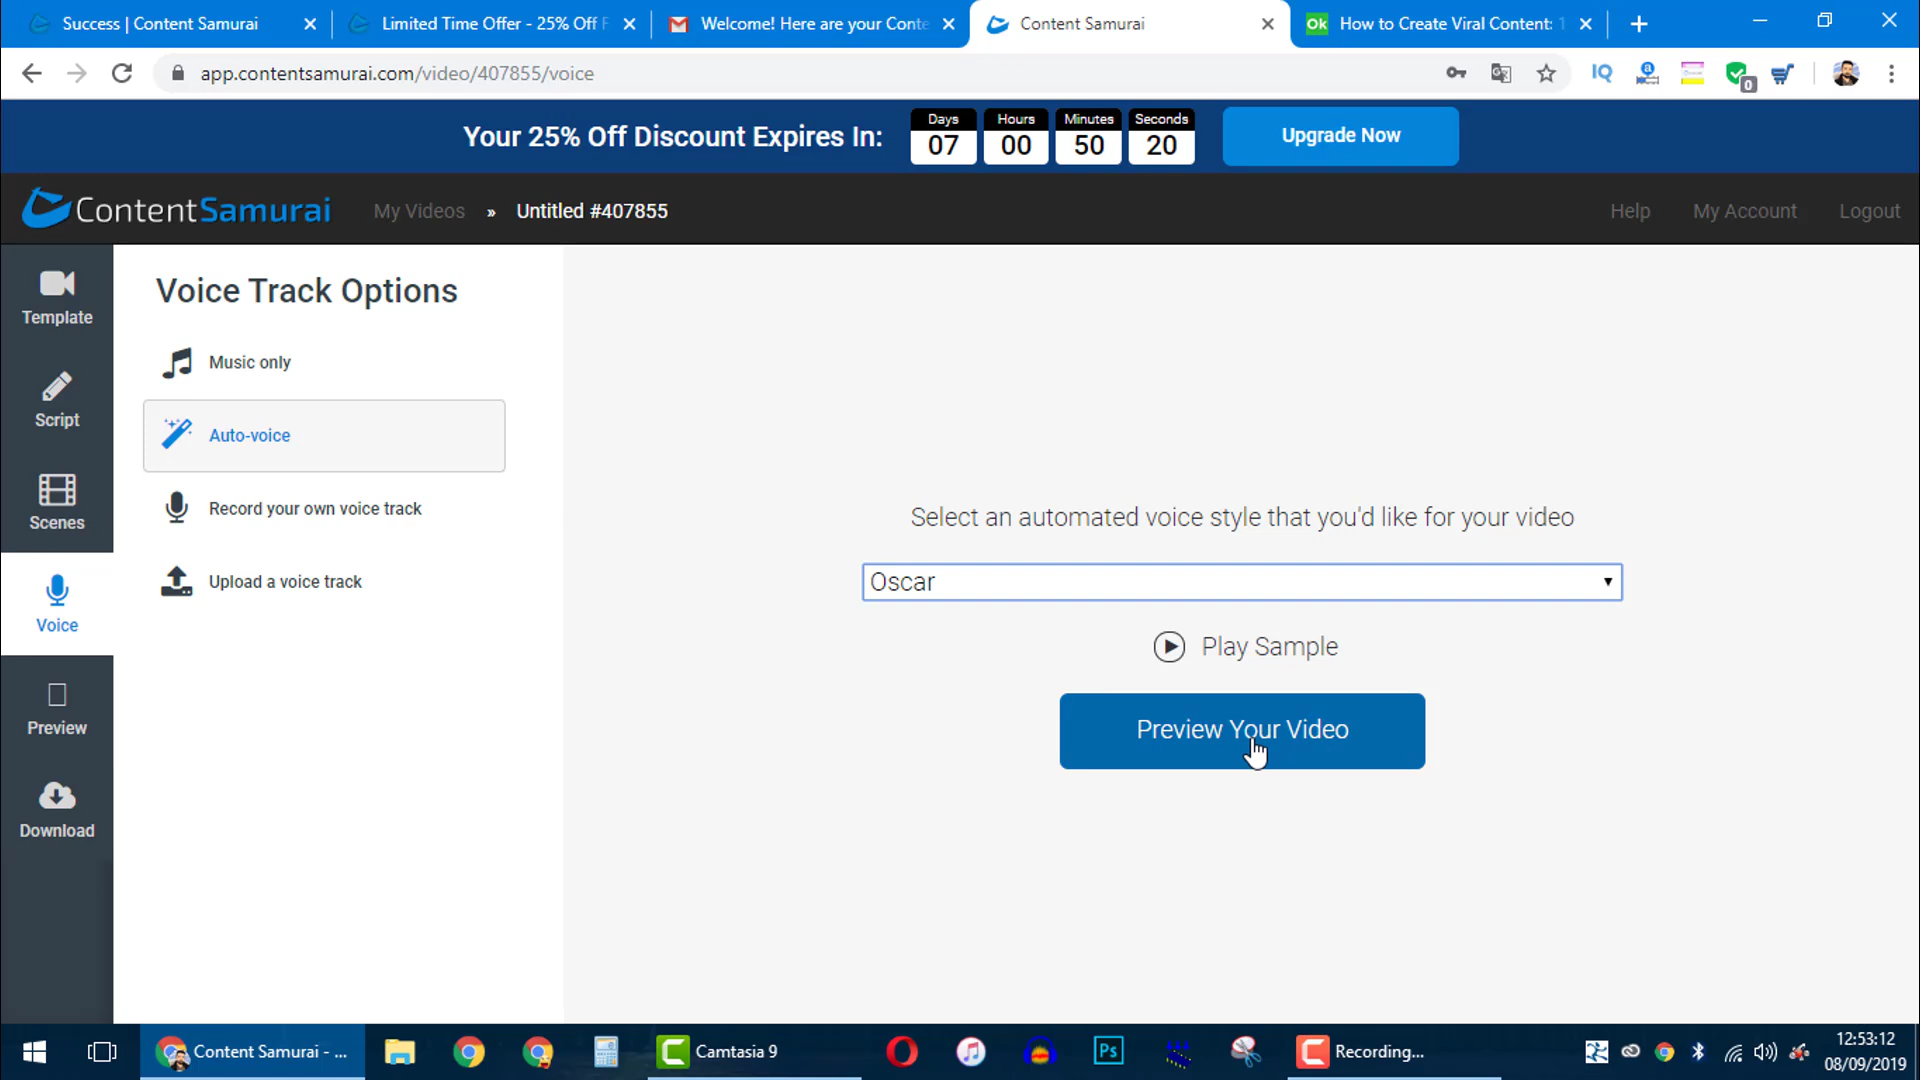 Success | Content Samurai
Limited Time Offer - 25% Off F
Welcome! Here are your Conte
Content Samurai
Ok
How to Create Viral Content: 1
app.contentsamurai.com/video/407855/voice
IQ
a
0
Your 25% Off Discount Expires In:
Days
07
Hours
00
Minutes
50
Seconds
20
Upgrade Now
ContentSamurai
My Videos » Untitled #407855
Help
My Account
Logout
Template
Script
Scenes
Voice
Preview
Download
Voice Track Options
Music only
Auto-voice
Record your own voice track
Upload a voice track
Select an automated voice style that you'd like for your video
Oscar
Play Sample
Preview Your Video
Content Samurai - ...
Camtasia 9
Ps
Recording...
12:53:12
08/09/2019